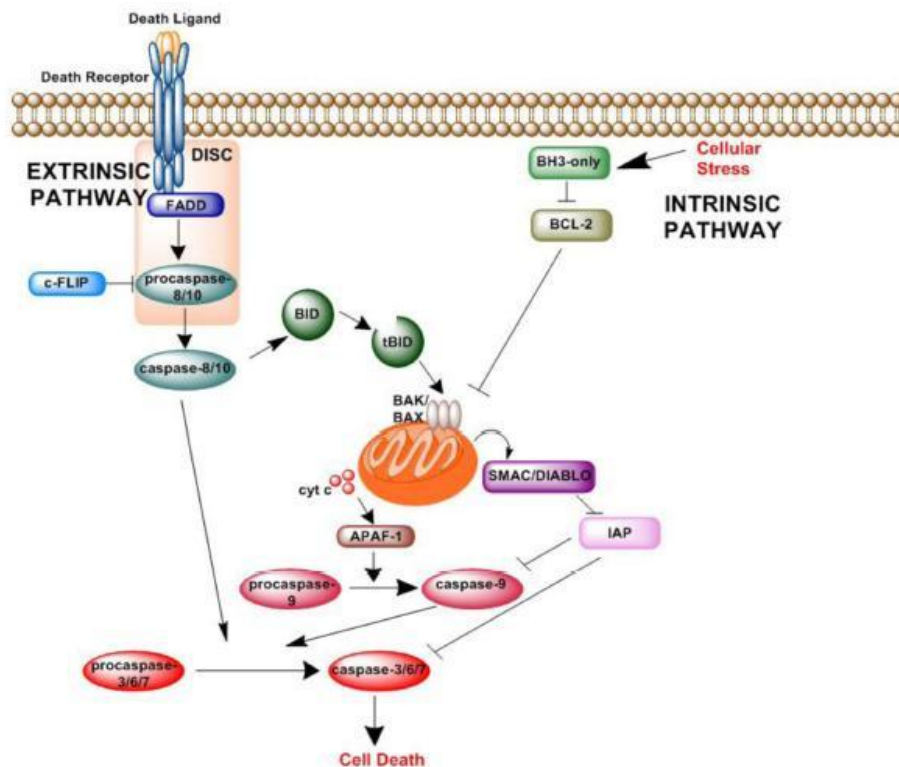 Death Ligand
Death Receptor
EXTRINSIC
PATHWAY
DISC
FADD
c-FLIP
procaspase-
8/10
caspase-8/10
BID
tBID
BH3-only
Cellular
Stress
BCL-2
INTRINSIC
PATHWAY
BAK/
BAX
cyt c
SMAC/DIABLO
APAF-1
IAP
procaspase-
9
caspase-9
procaspase-
3/6/7
caspase-3/6/7
Cell Death